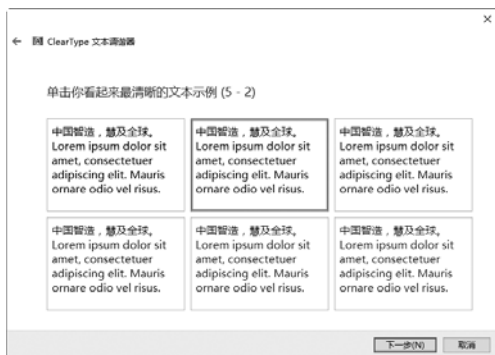 ClearType 文本调谐器
单击你看起来最清晰的文本示例 (5 - 2)
中国智造，慧及全球。
Lorem ipsum dolor sit
amet, consectetuer
adipiscing elit. Mauris
ornare odio vel risus.
中国智造，慧及全球。
Lorem ipsum dolor sit
amet, consectetuer
adipiscing elit. Mauris
ornare odio vel risus.
中国智造，慧及全球。
Lorem ipsum dolor sit
amet, consectetuer
adipiscing elit. Mauris
ornare odio vel risus.
中国智造，慧及全球。
Lorem ipsum dolor sit
amet, consectetuer
adipiscing elit. Mauris
ornare odio vel risus.
中国智造，慧及全球。
Lorem ipsum dolor sit
amet, consectetuer
adipiscing elit. Mauris
ornare odio vel risus.
中国智造，慧及全球。
Lorem ipsum dolor sit
amet, consectetuer
adipiscing elit. Mauris
ornare odio vel risus.
下一步(N)
取消